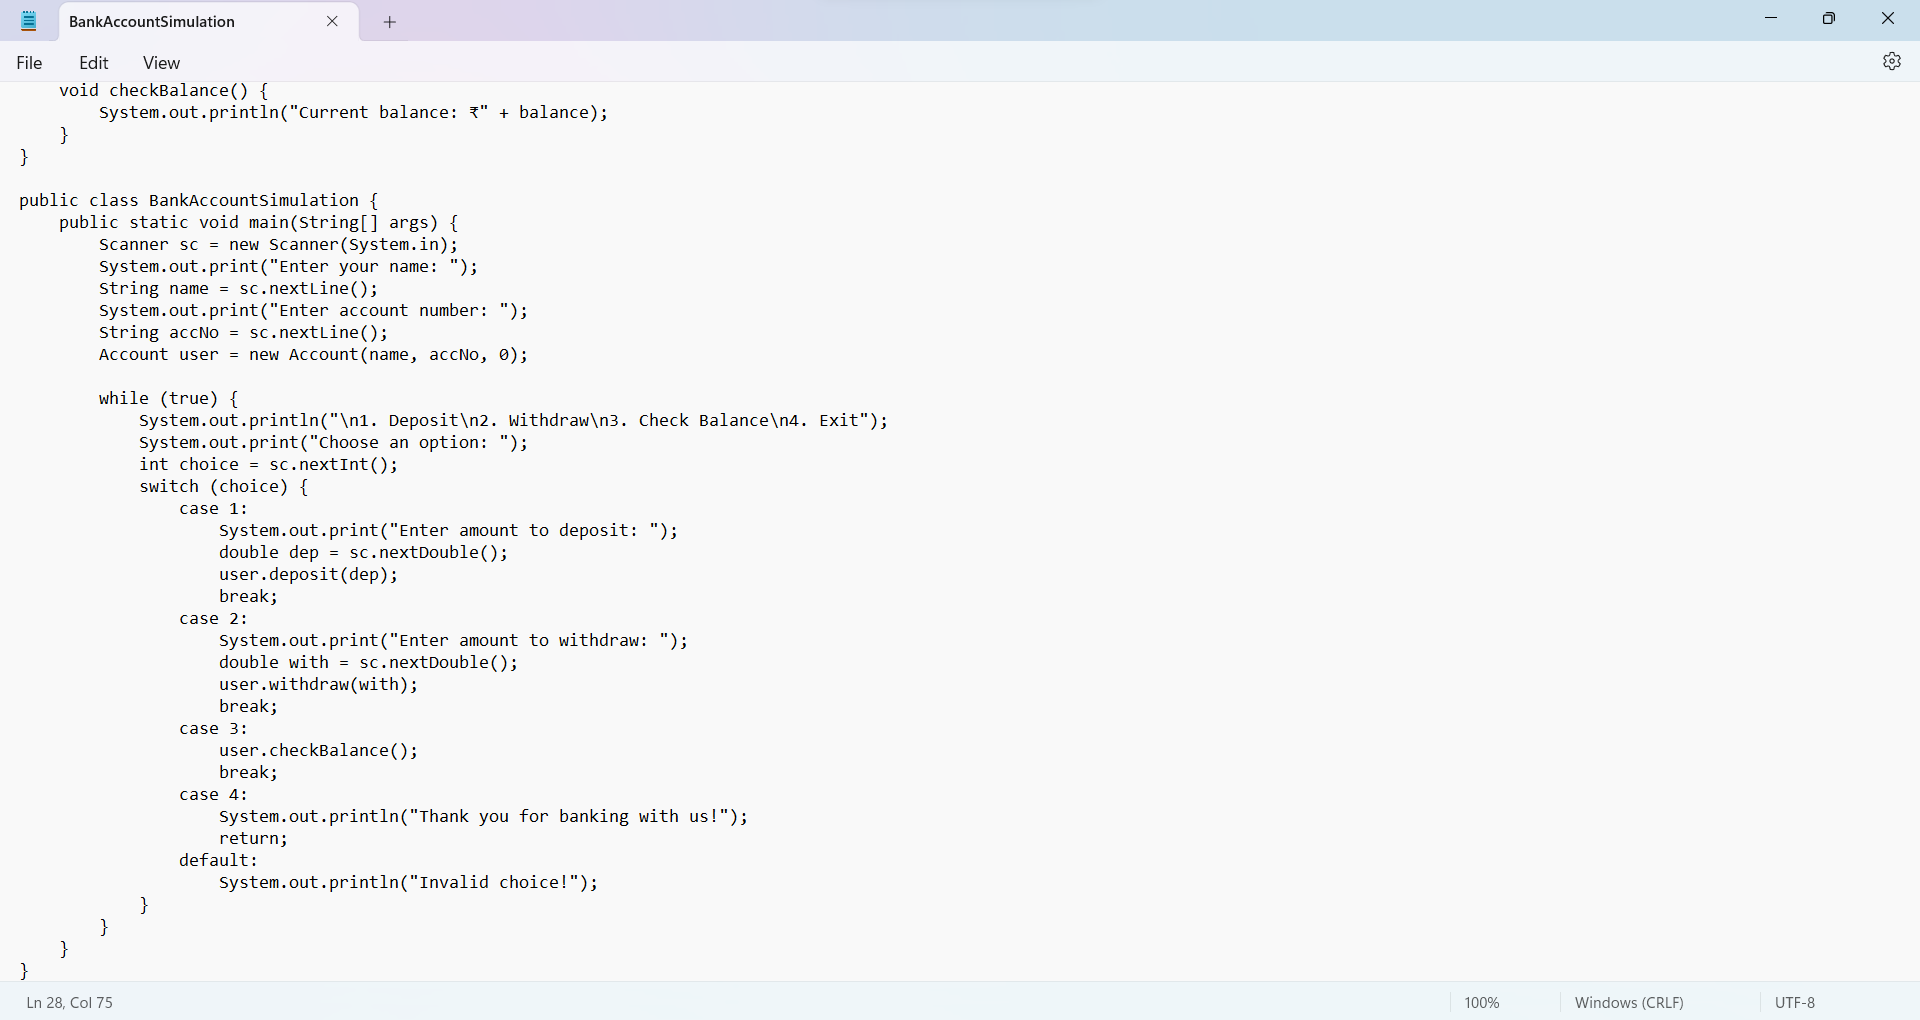 BankAccountSimulation
File Edit View
    void checkBalance() {
        System.out.println("Current balance: ₹" + balance);
    }
}

public class BankAccountSimulation {
    public static void main(String[] args) {
        Scanner sc = new Scanner(System.in);
        System.out.print("Enter your name: ");
        String name = sc.nextLine();
        System.out.print("Enter account number: ");
        String accNo = sc.nextLine();
        Account user = new Account(name, accNo, 0);

        while (true) {
            System.out.println("\n1. Deposit\n2. Withdraw\n3. Check Balance\n4. Exit");
            System.out.print("Choose an option: ");
            int choice = sc.nextInt();
            switch (choice) {
                case 1:
                    System.out.print("Enter amount to deposit: ");
                    double dep = sc.nextDouble();
                    user.deposit(dep);
                    break;
                case 2:
                    System.out.print("Enter amount to withdraw: ");
                    double with = sc.nextDouble();
                    user.withdraw(with);
                    break;
                case 3:
                    user.checkBalance();
                    break;
                case 4:
                    System.out.println("Thank you for banking with us!");
                    return;
                default:
                    System.out.println("Invalid choice!");
            }
        }
    }
}
Ln 28, Col 75 100% Windows (CRLF) UTF-8